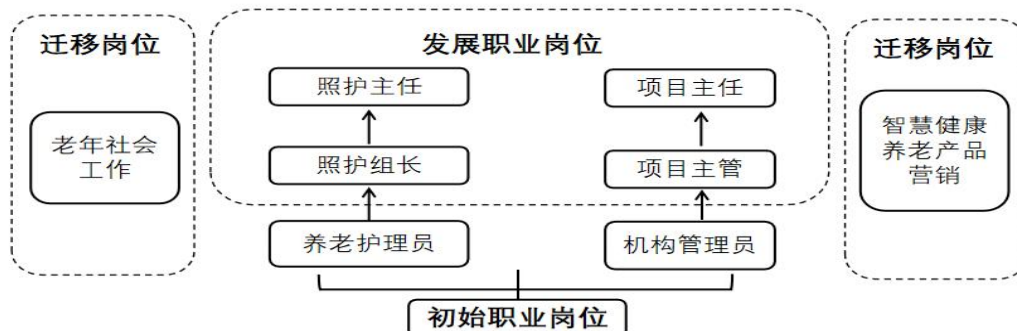 迁移岗位
老年社会
工作
发展职业岗位
照护主任
照护组长
养老护理员
项目主任
项目主管
机构管理员
初始职业岗位
迁移岗位
智慧健康
养老产品
营销